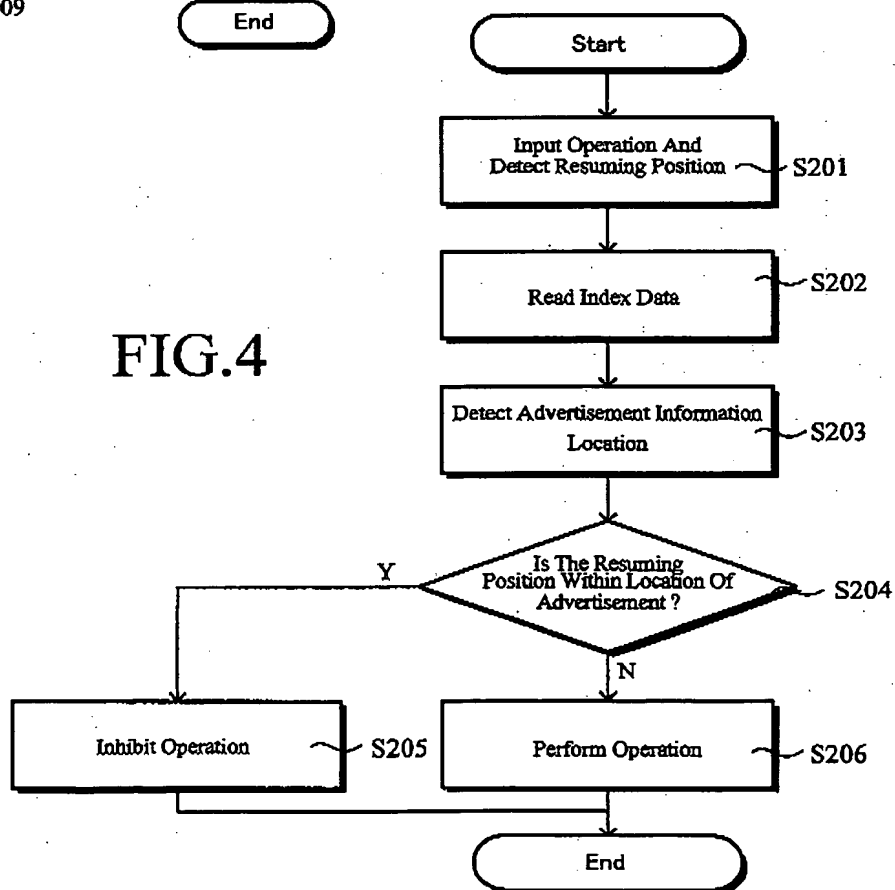 09
End
Start
Input Operation And
Detect Resuming Position
S201
Read Index Data
S202
FIG.4
Detect Advertisement Information
Location
S203
Is The Resuming
Position Within Location Of
Advertisement ?
S204
Y
N
Inhibit Operation
S205
Perform Operation
S206
End